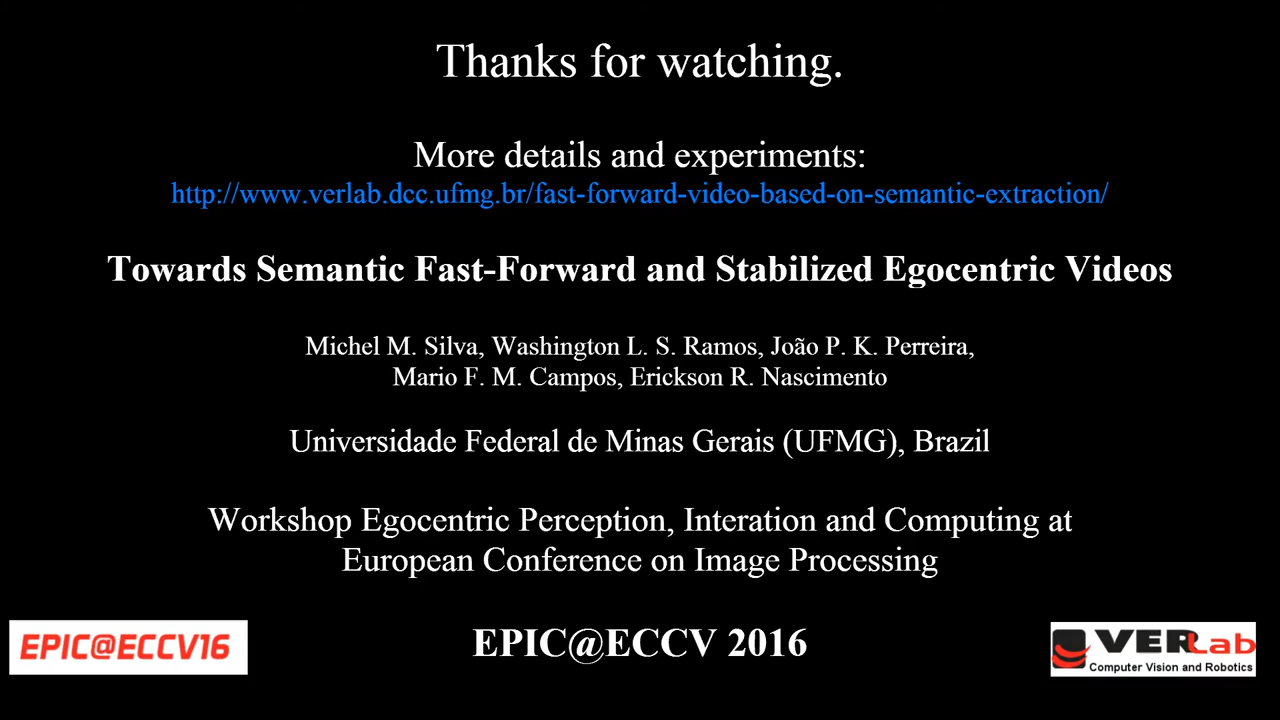 Thanks for watching.
More details and experiments:
http://www.verlab.dcc.ufmg.br/fast-forward-video-based-on-semantic-extraction/
Towards Semantic Fast-Forward and Stabilized Egocentric Videos
Michel M. Silva, Washington L. S. Ramos, João P. K. Perreira,
Mario F. M. Campos, Erickson R. Nascimento
Universidade Federal de Minas Gerais (UFMG), Brazil
Workshop Egocentric Perception, Interation and Computing at
European Conference on Image Processing
EPIC@ECCV16
EPIC@ECCV 2016
VERLab
Computer Vision and Robotics